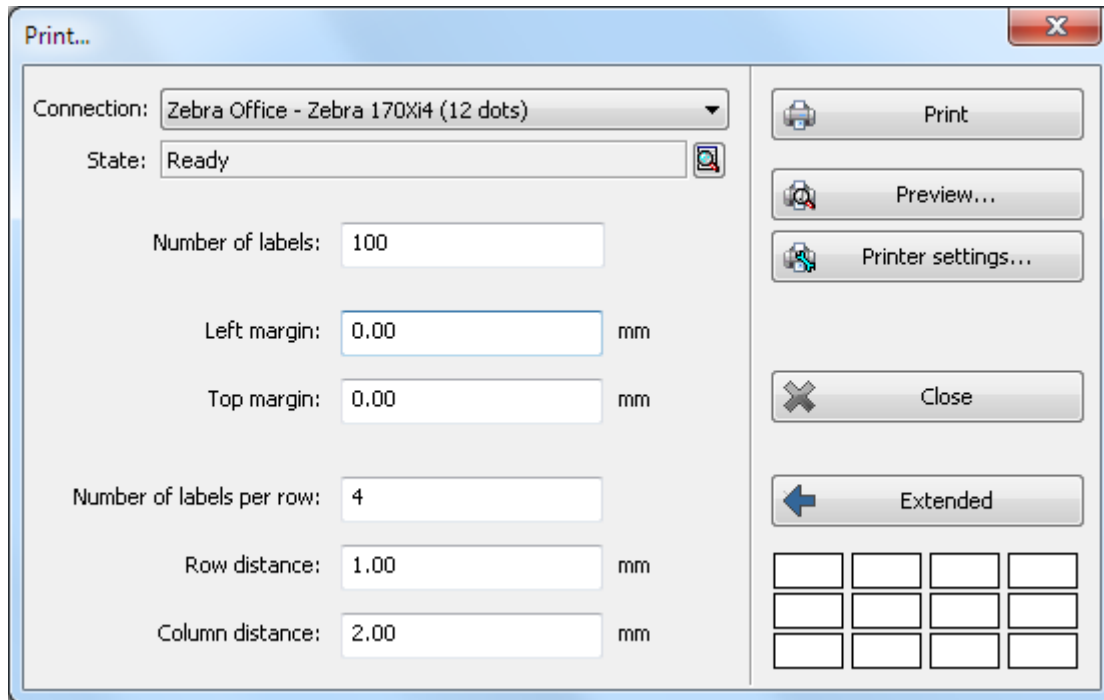 Print...
Connection: Zebra Office - Zebra 170Xi4 (12 dots)
State: Ready
Number of labels: 100
Left margin: 0.00 mm
Top margin: 0.00 mm
Number of labels per row: 4
Row distance: 1.00 mm
Column distance: 2.00 mm
Print
Preview...
Printer settings...
Close
Extended